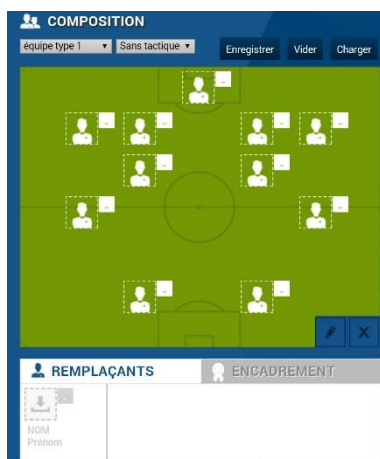 COMPOSITION
équipe type 1 Sans tactique Enregistrer Vider Charger
REMPLAÇANTS ENCADREMENT
NOM
Prénom